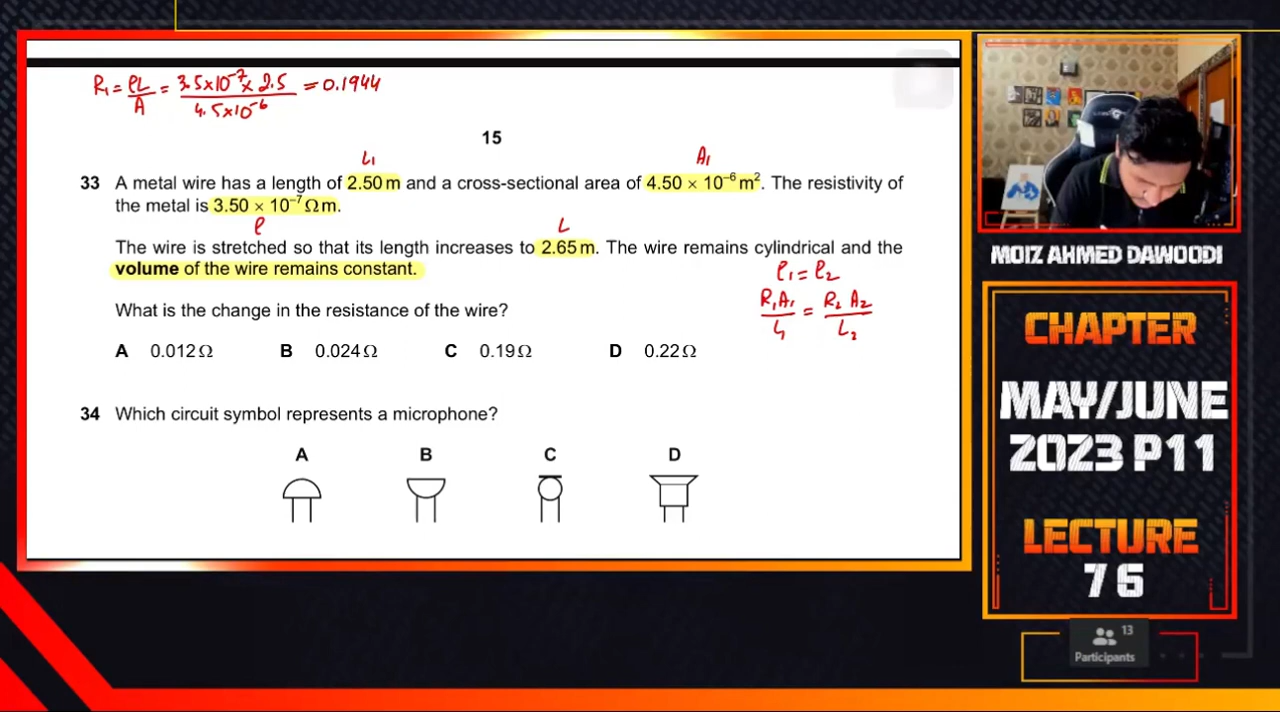 R₁ = ρL/A = 3.5x10⁻⁷ x 2.5 / 4.5x10⁻⁶ = 0.1944
15
L₁ A₁
33 A metal wire has a length of 2.50 m and a cross-sectional area of 4.50 × 10⁻⁶ m². The resistivity of
the metal is 3.50 × 10⁻⁷ Ω m.
ρ L
The wire is stretched so that its length increases to 2.65 m. The wire remains cylindrical and the
volume of the wire remains constant.
ρ₁ = ρ₂
R₁A₁/L₁ = R₂ A₂/L₂
What is the change in the resistance of the wire?
A 0.012 Ω B 0.024 Ω C 0.19 Ω D 0.22 Ω
34 Which circuit symbol represents a microphone?
A B C D
MOIZ AHMED DAWOODI
CHAPTER
MAY/JUNE
2023 P11
LECTURE
76
13
Participants